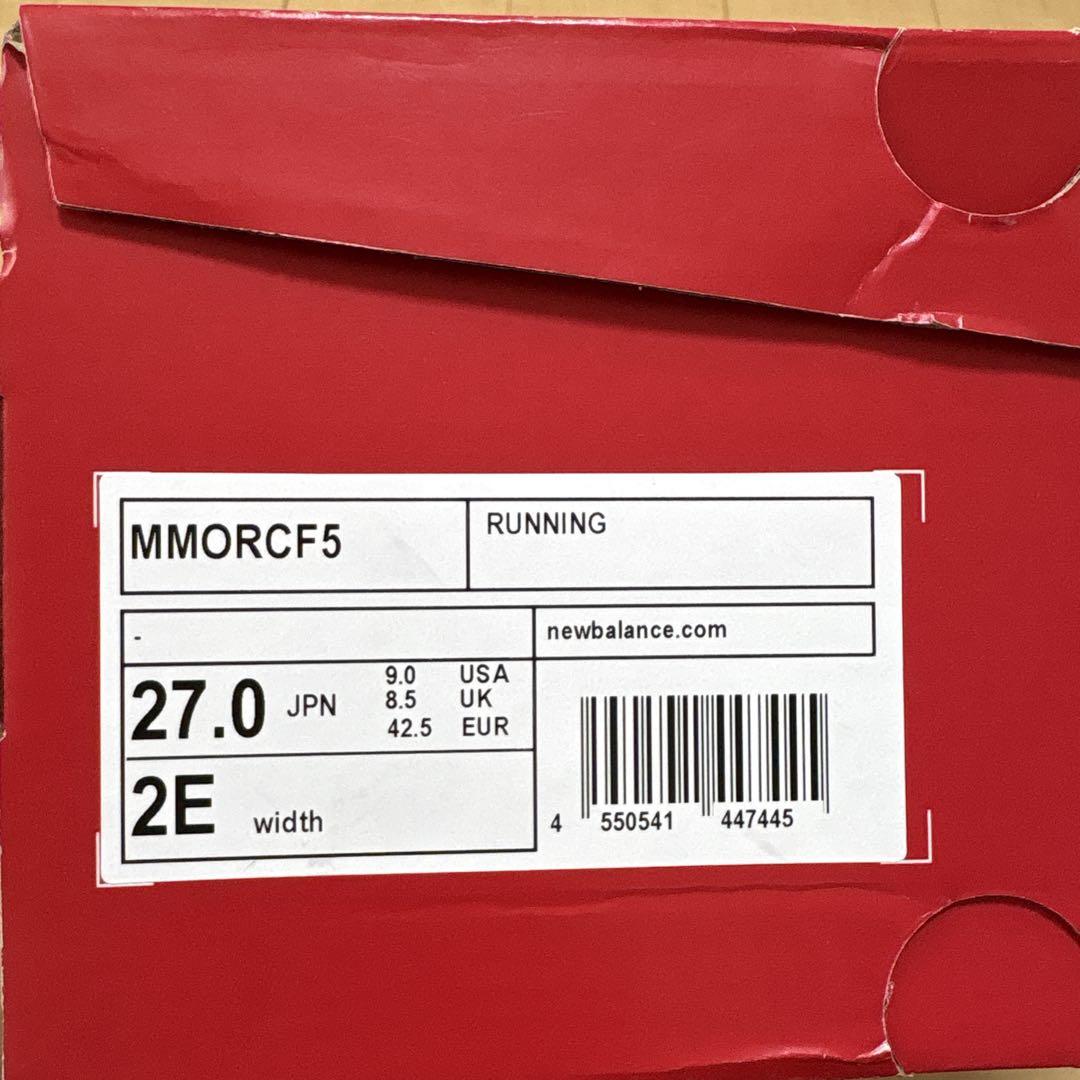 MMORCF5
RUNNING
-
newbalance.com
27.0 JPN
9.0 USA
8.5 UK
42.5 EUR
2E width
4 550541 447445